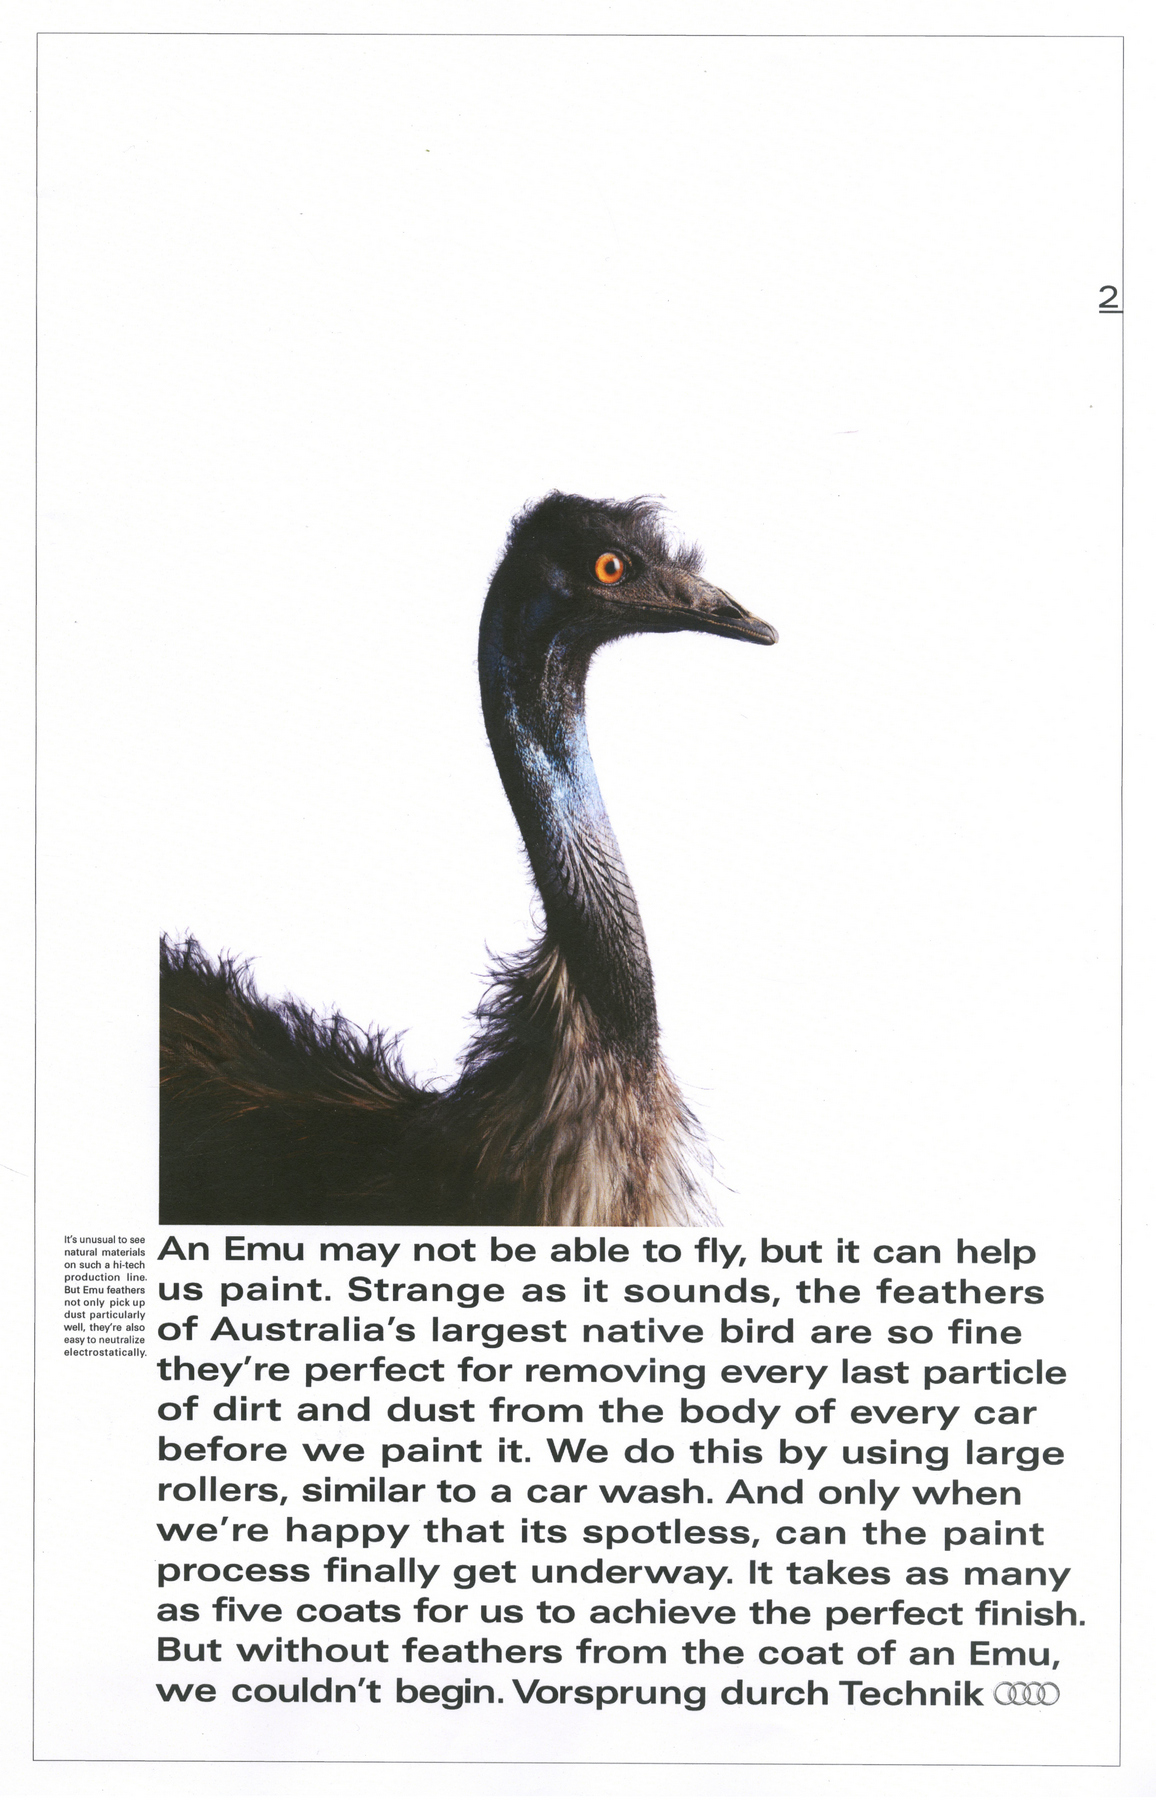 2
It's unusual to see
natural materials
on such a hi-tech
production line.
But Emu feathers
not only pick up
dust particularly
well, they're also
easy to neutralize
electrostatically.
An Emu may not be able to fly, but it can help
us paint. Strange as it sounds, the feathers
of Australia's largest native bird are so fine
they're perfect for removing every last particle
of dirt and dust from the body of every car
before we paint it. We do this by using large
rollers, similar to a car wash. And only when
we're happy that its spotless, can the paint
process finally get underway. It takes as many
as five coats for us to achieve the perfect finish.
But without feathers from the coat of an Emu,
we couldn't begin. Vorsprung durch Technik